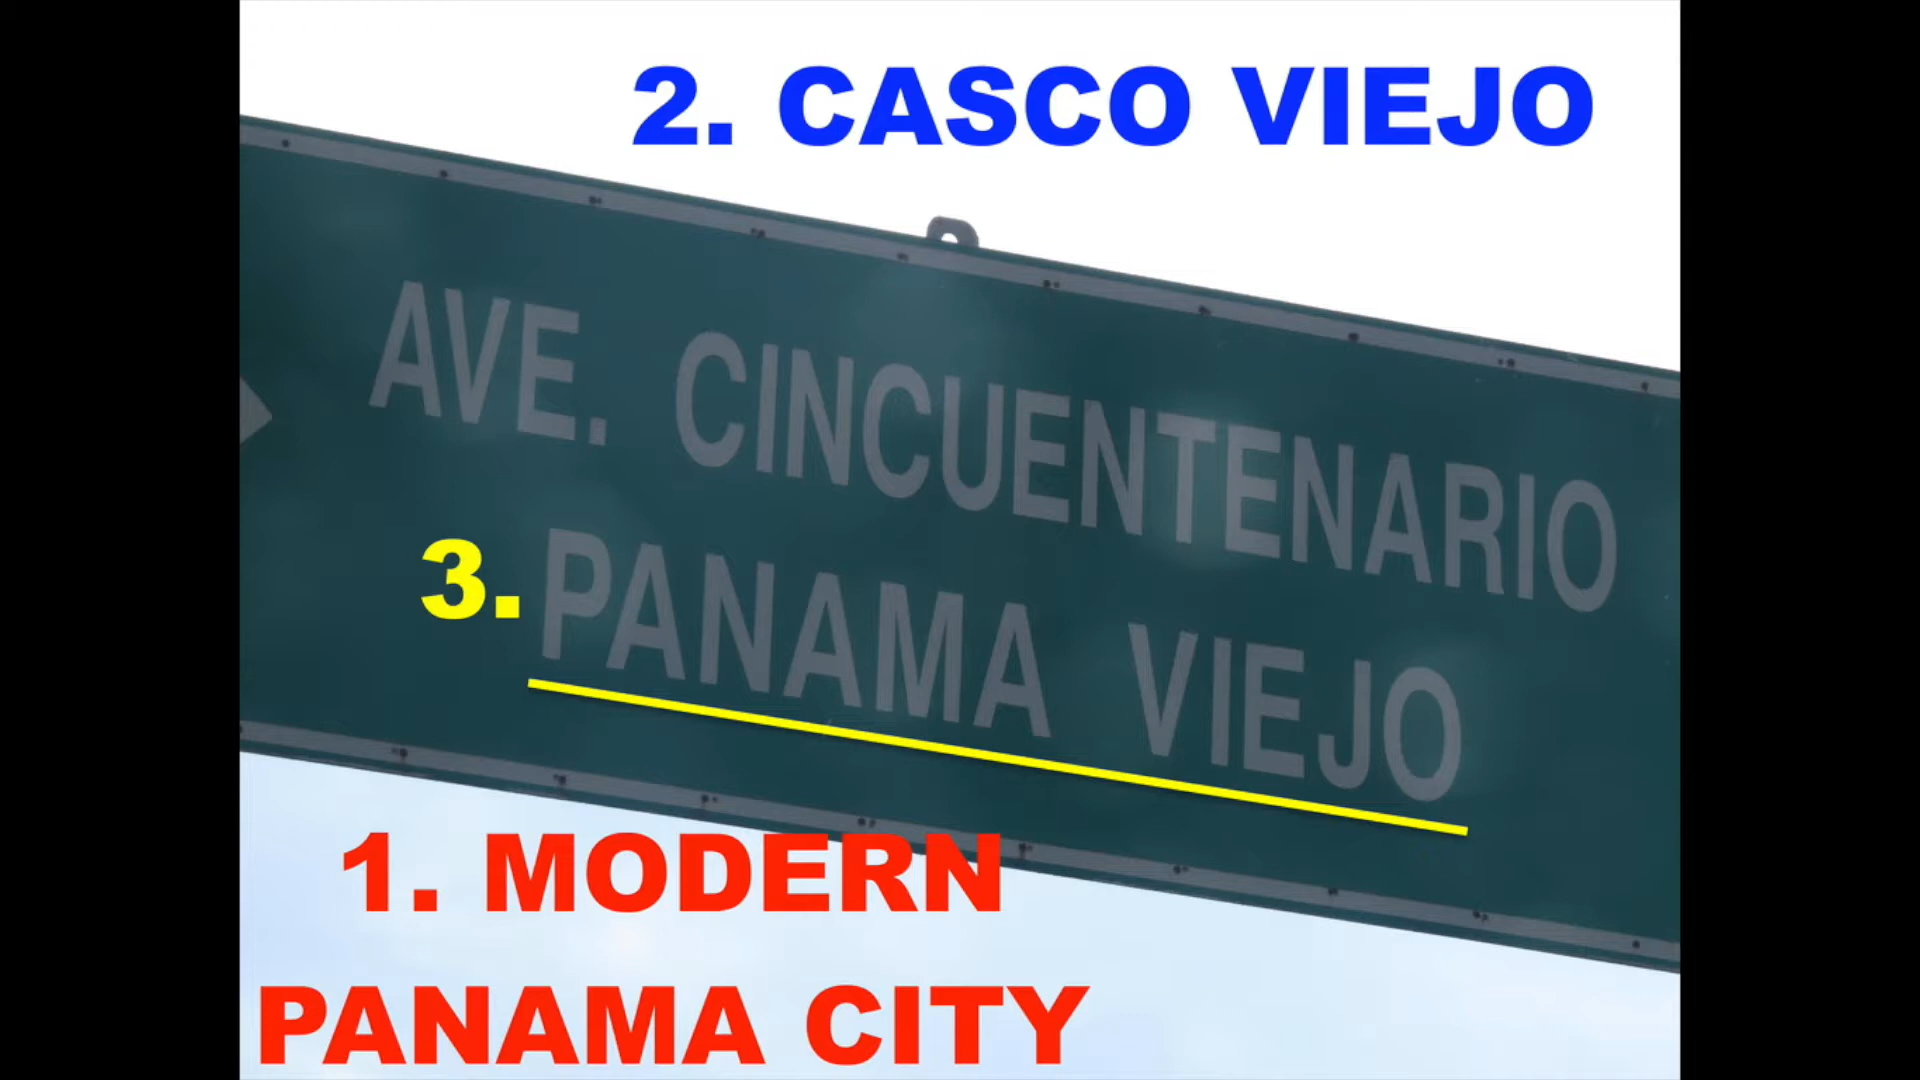 2. CASCO VIEJO
AVE. CINCUENTENARIO
3. PANAMA VIEJO
1. MODERN
PANAMA CITY